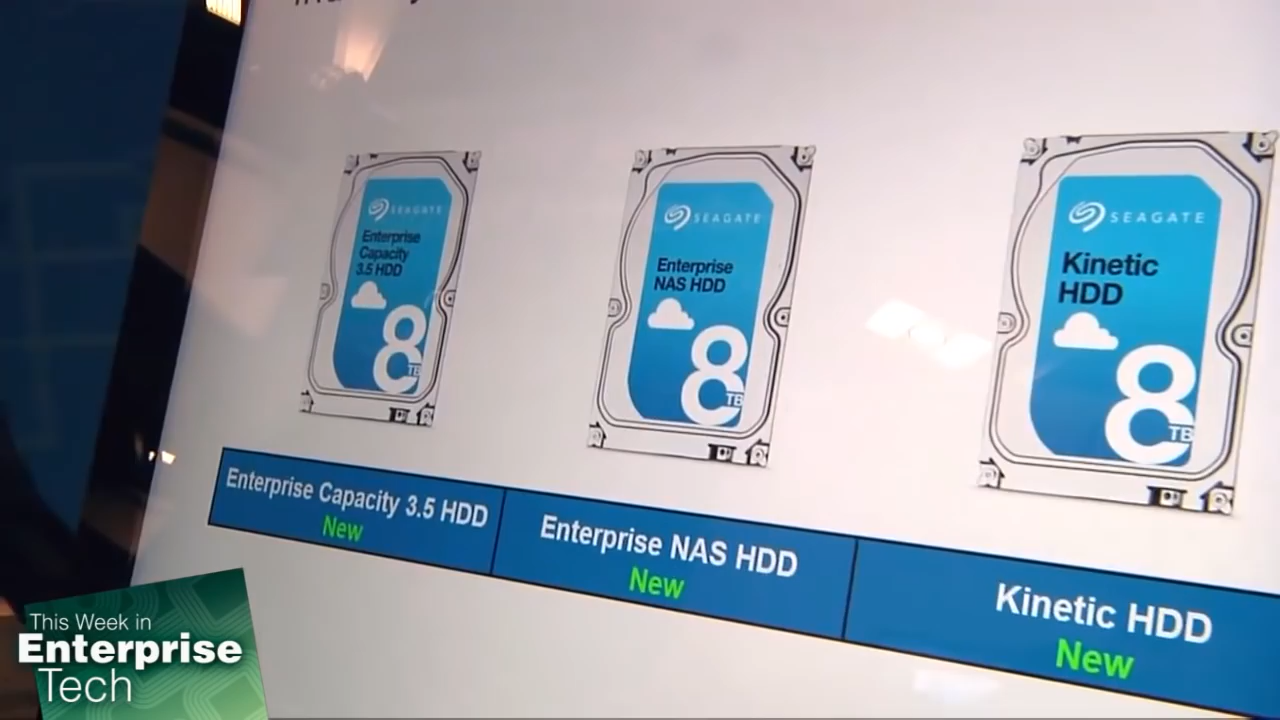 SEAGATE
Enterprise
Capacity
3.5 HDD
8
TB
SEAGATE
Enterprise
NAS HDD
8
TB
SEAGATE
Kinetic
HDD
8
TB
Enterprise Capacity 3.5 HDD
New
Enterprise NAS HDD
New
Kinetic HDD
New
This Week in
Enterprise
Tech